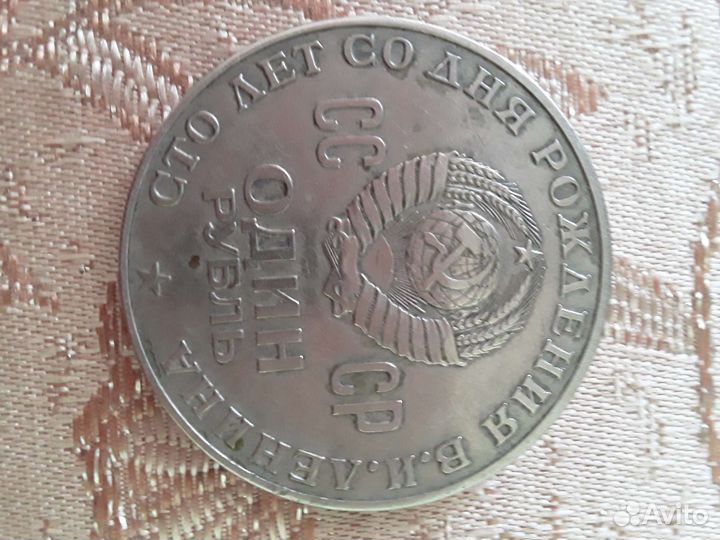 СТО ЛЕТ СО ДНЯ РОЖДЕНИЯ В.И.ЛЕНИНА
СС СР
ОДИН
РУБЛЬ
Avito